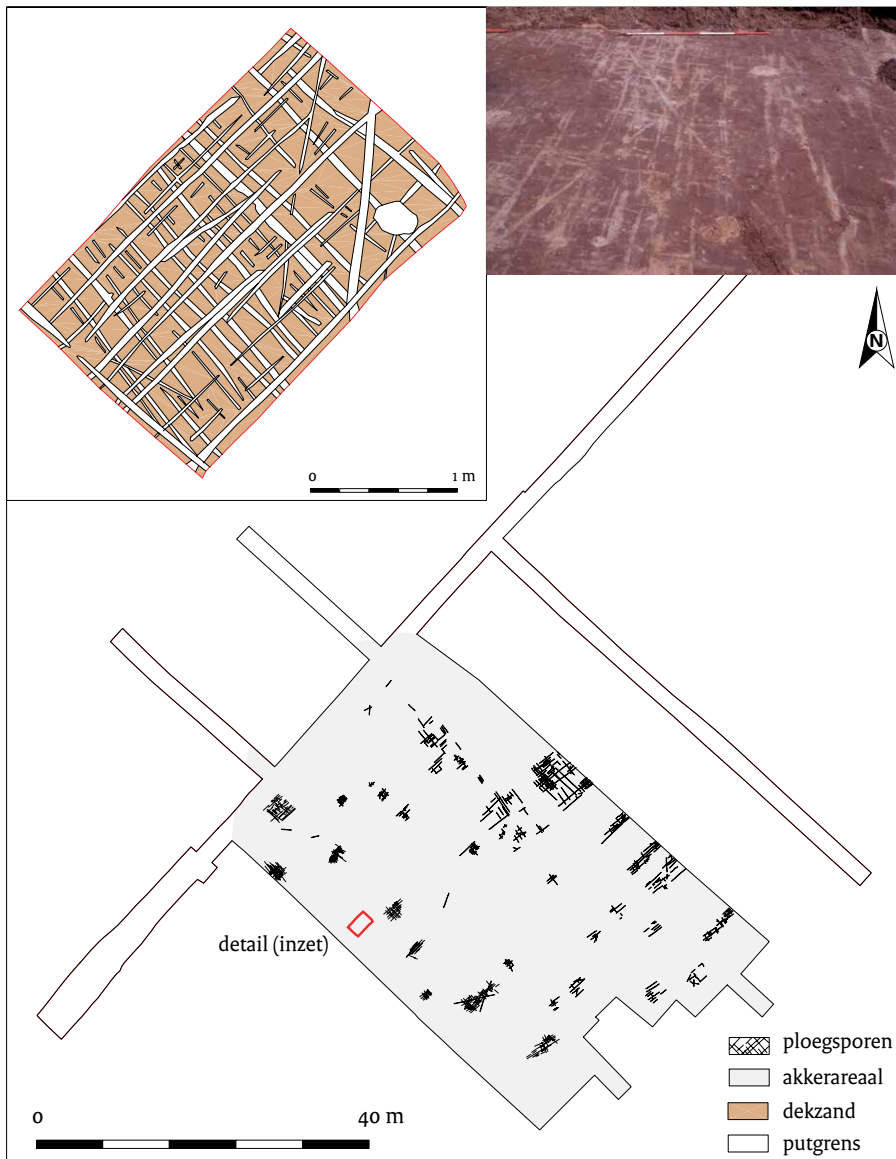 0
1 m
N
detail (inzet)
ploegsporen
akkerareaal
dekzand
putgrens
0
40 m